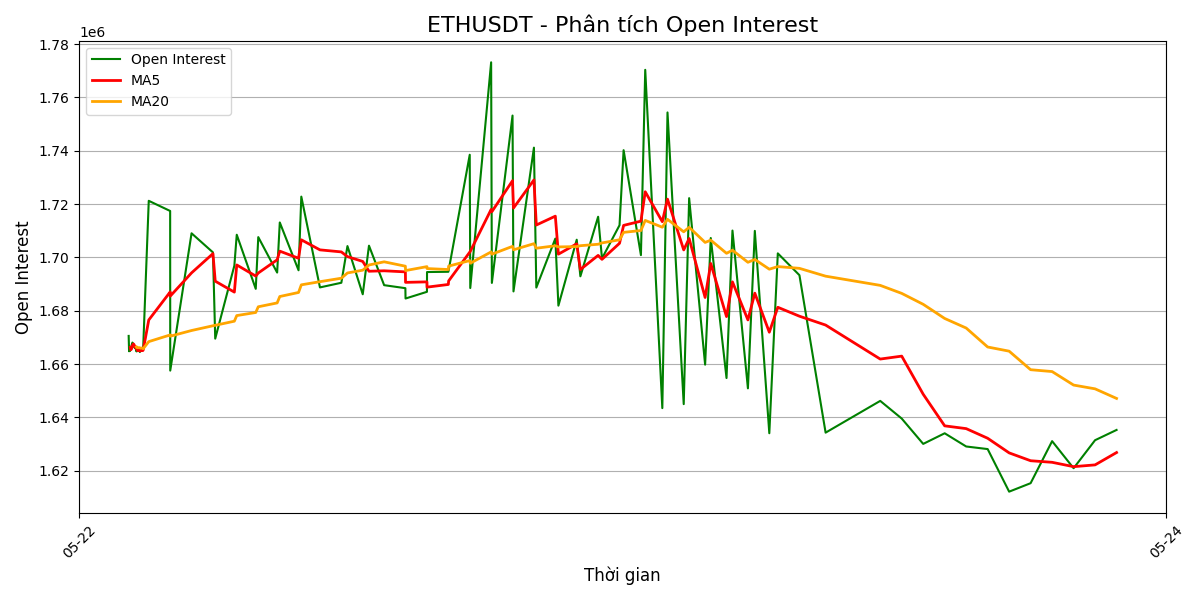 ETHUSDT - Phân tích Open Interest
1e6
Open Interest
MA5
MA20
1.78
1.76
1.74
1.72
1.70
1.68
1.66
1.64
1.62
Open Interest
05-22
05-24
Thời gian